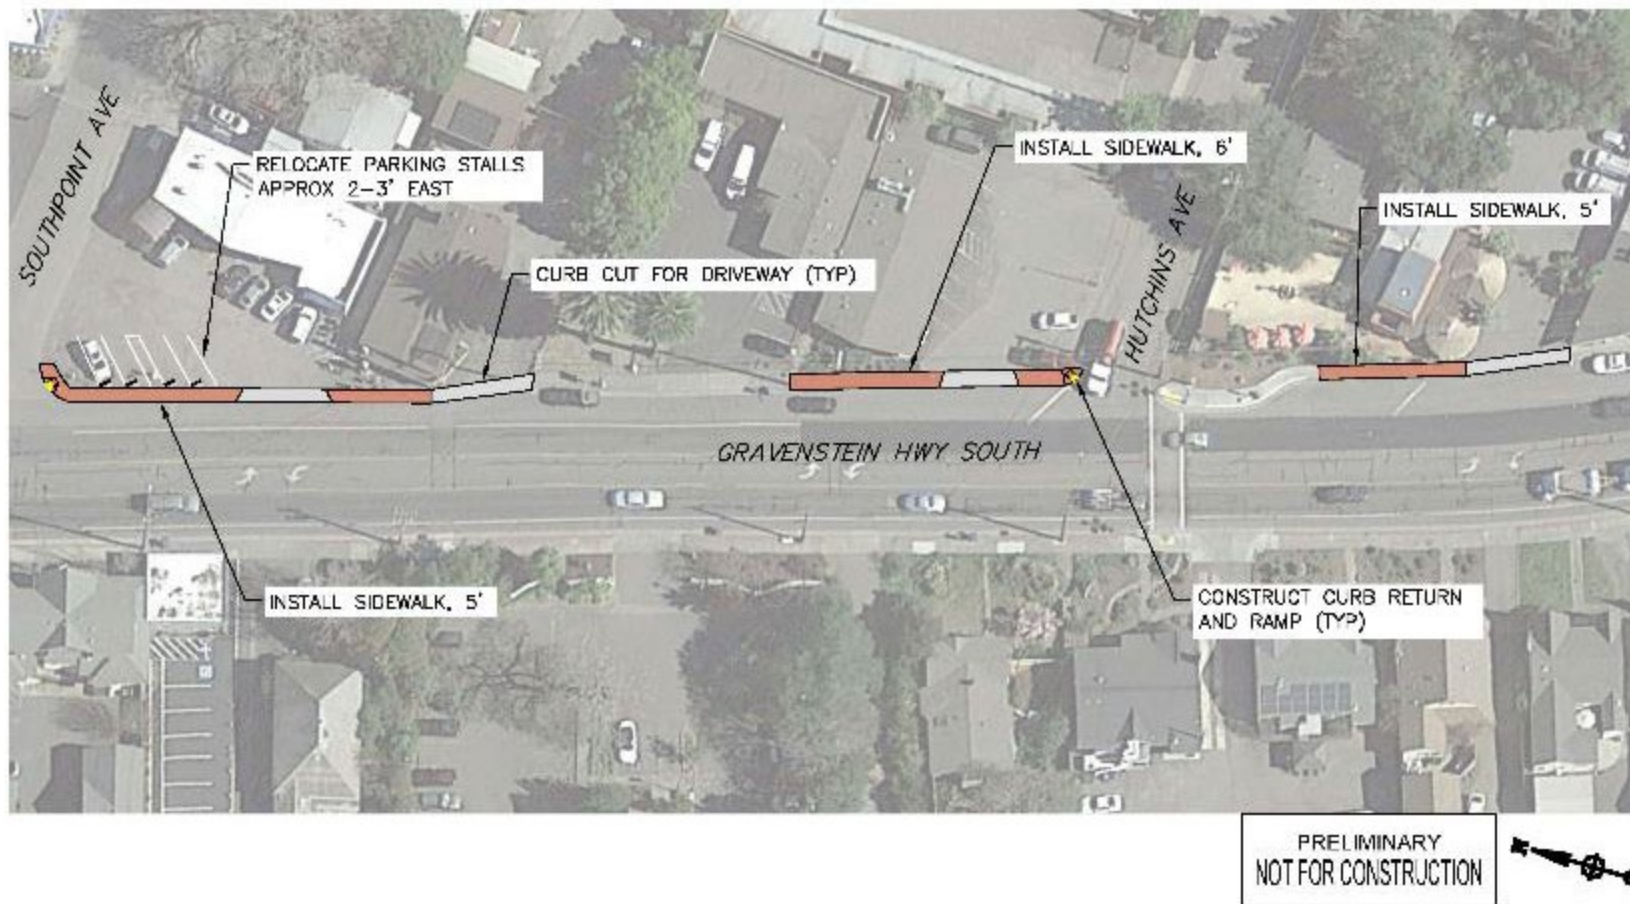 SOUTHPOINT AVE
RELOCATE PARKING STALLS
APPROX 2-3' EAST
CURB CUT FOR DRIVEWAY (TYP)
INSTALL SIDEWALK, 6'
HUTCHINS AVE
INSTALL SIDEWALK, 5'
GRAVENSTEIN HWY SOUTH
INSTALL SIDEWALK, 5'
CONSTRUCT CURB RETURN
AND RAMP (TYP)
PRELIMINARY
NOT FOR CONSTRUCTION